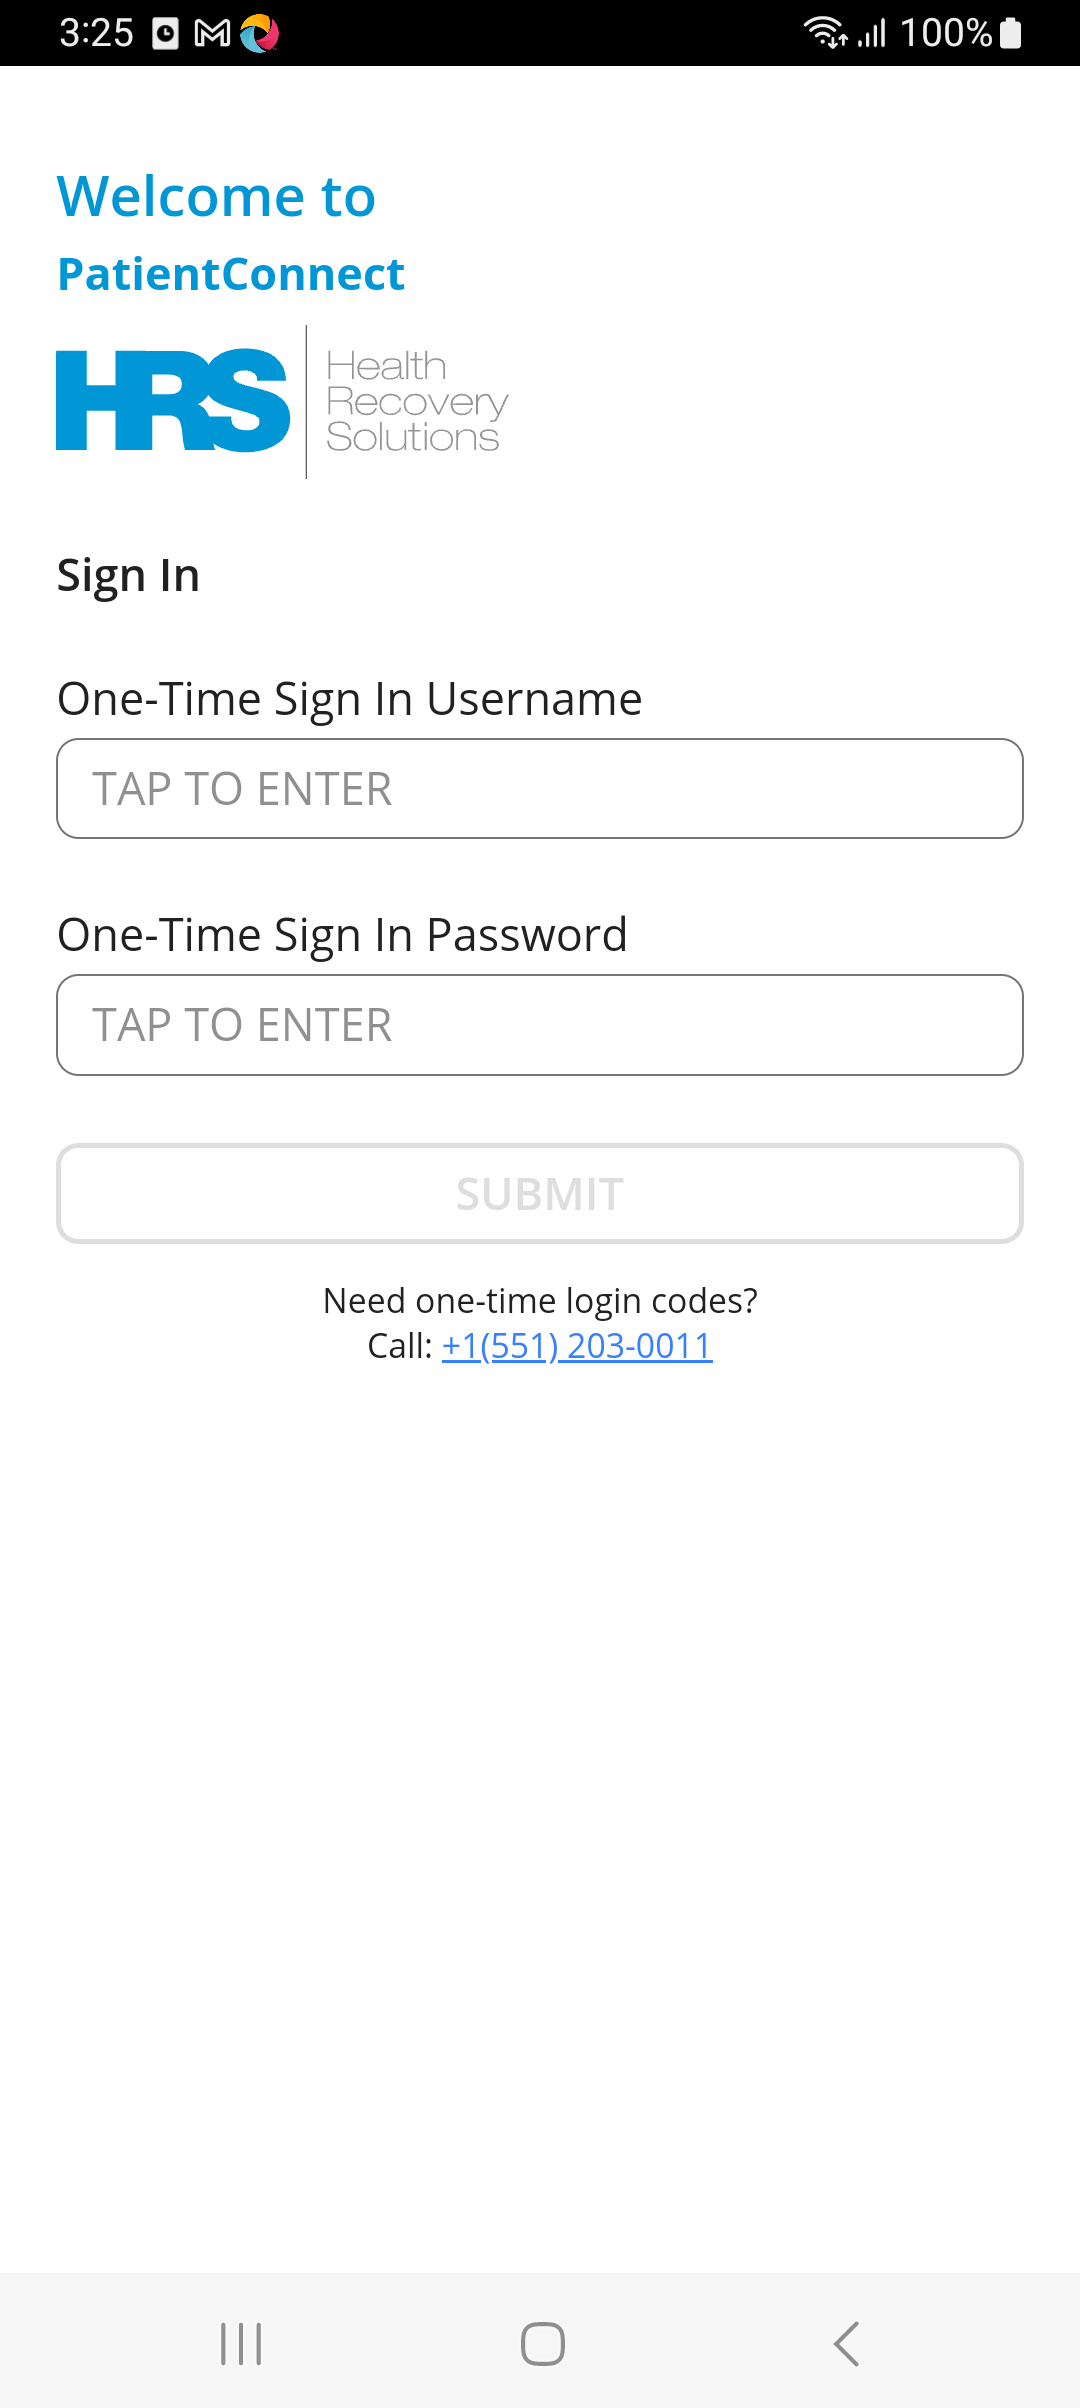 3:25
100%
Welcome to
PatientConnect
HRS
Health
Recovery
Solutions
Sign In
One-Time Sign In Username
TAP TO ENTER
One-Time Sign In Password
TAP TO ENTER
SUBMIT
Need one-time login codes?
Call: +1(551) 203-0011